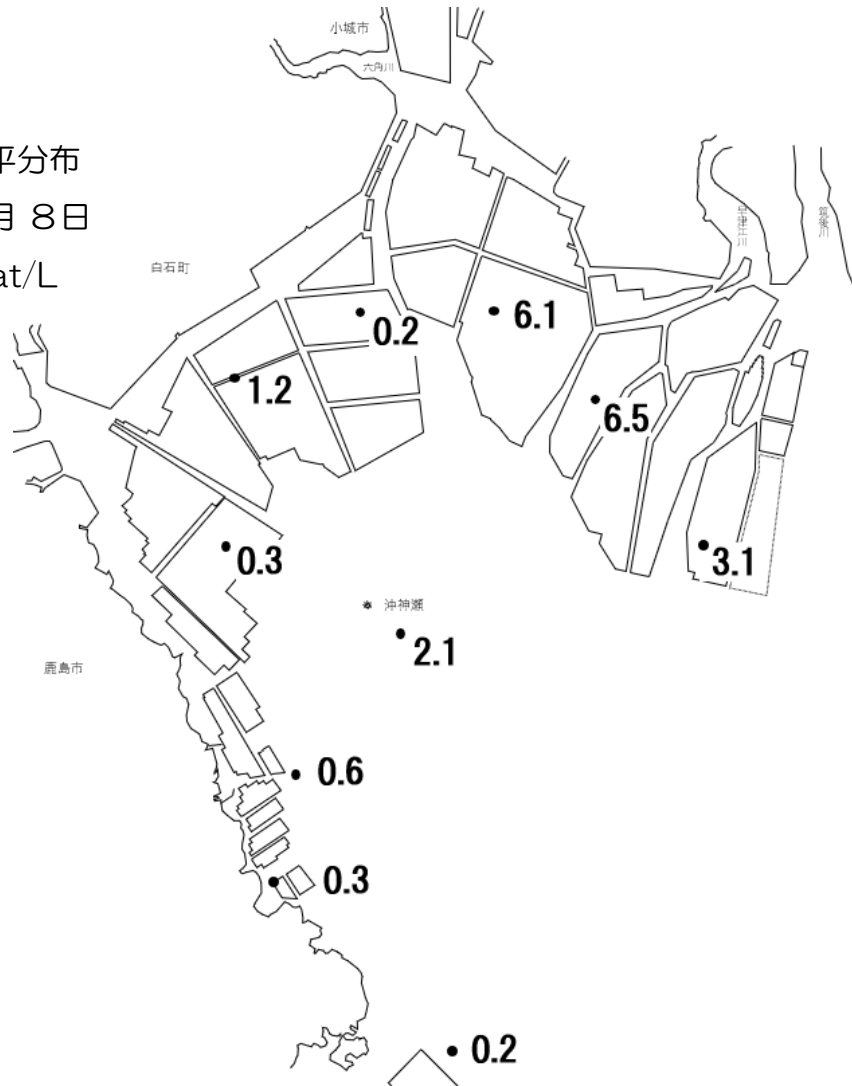 小城市
六角川
平分布
月 8日
at/L
早津江川
筑後川
白石町
0.2
6.1
1.2
6.5
0.3
3.1
沖神瀬
2.1
鹿島市
0.6
0.3
0.2